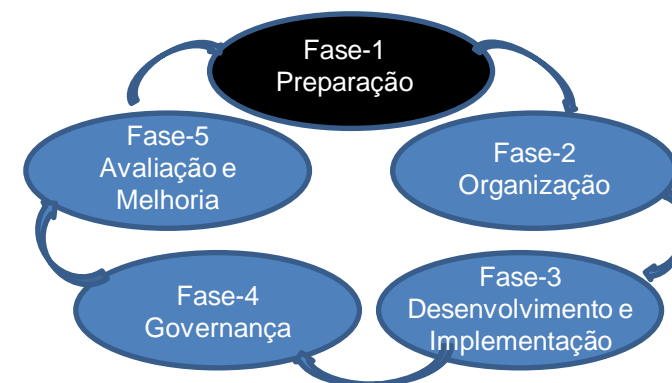 Fase-1
Preparação
Fase-2
Organização
Fase-3
Desenvolvimento e
Implementação
Fase-4
Governança
Fase-5
Avaliação e
Melhoria